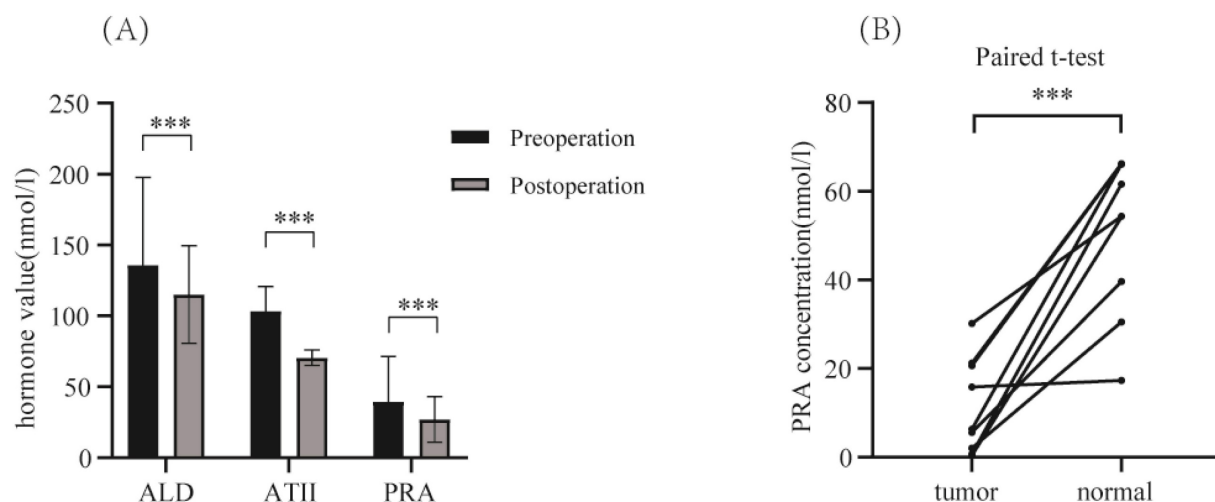 (A)
hormone value(nmol/l)
250
200
150
100
50
0
***
***
***
ALD
ATII
PRA
Preoperation
Postoperation
(B)
Paired t-test
***
PRA concentration(nmol/l)
80
60
40
20
0
tumor
normal